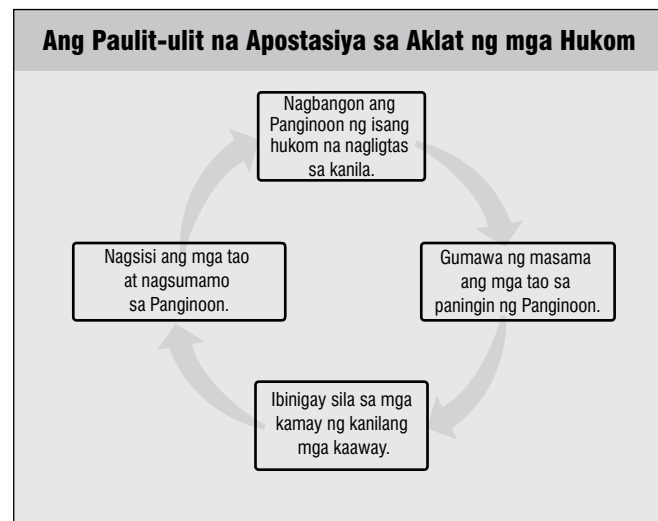 Ang Paulit-ulit na Apostasiya sa Aklat ng mga Hukom
Nagbangon ang
Panginoon ng isang
hukom na nagligtas
sa kanila.
Gumawa ng masama
ang mga tao sa
paningin ng Panginoon.
Ibinigay sila sa mga
kamay ng kanilang
mga kaaway.
Nagsisi ang mga tao
at nagsumamo
sa Panginoon.